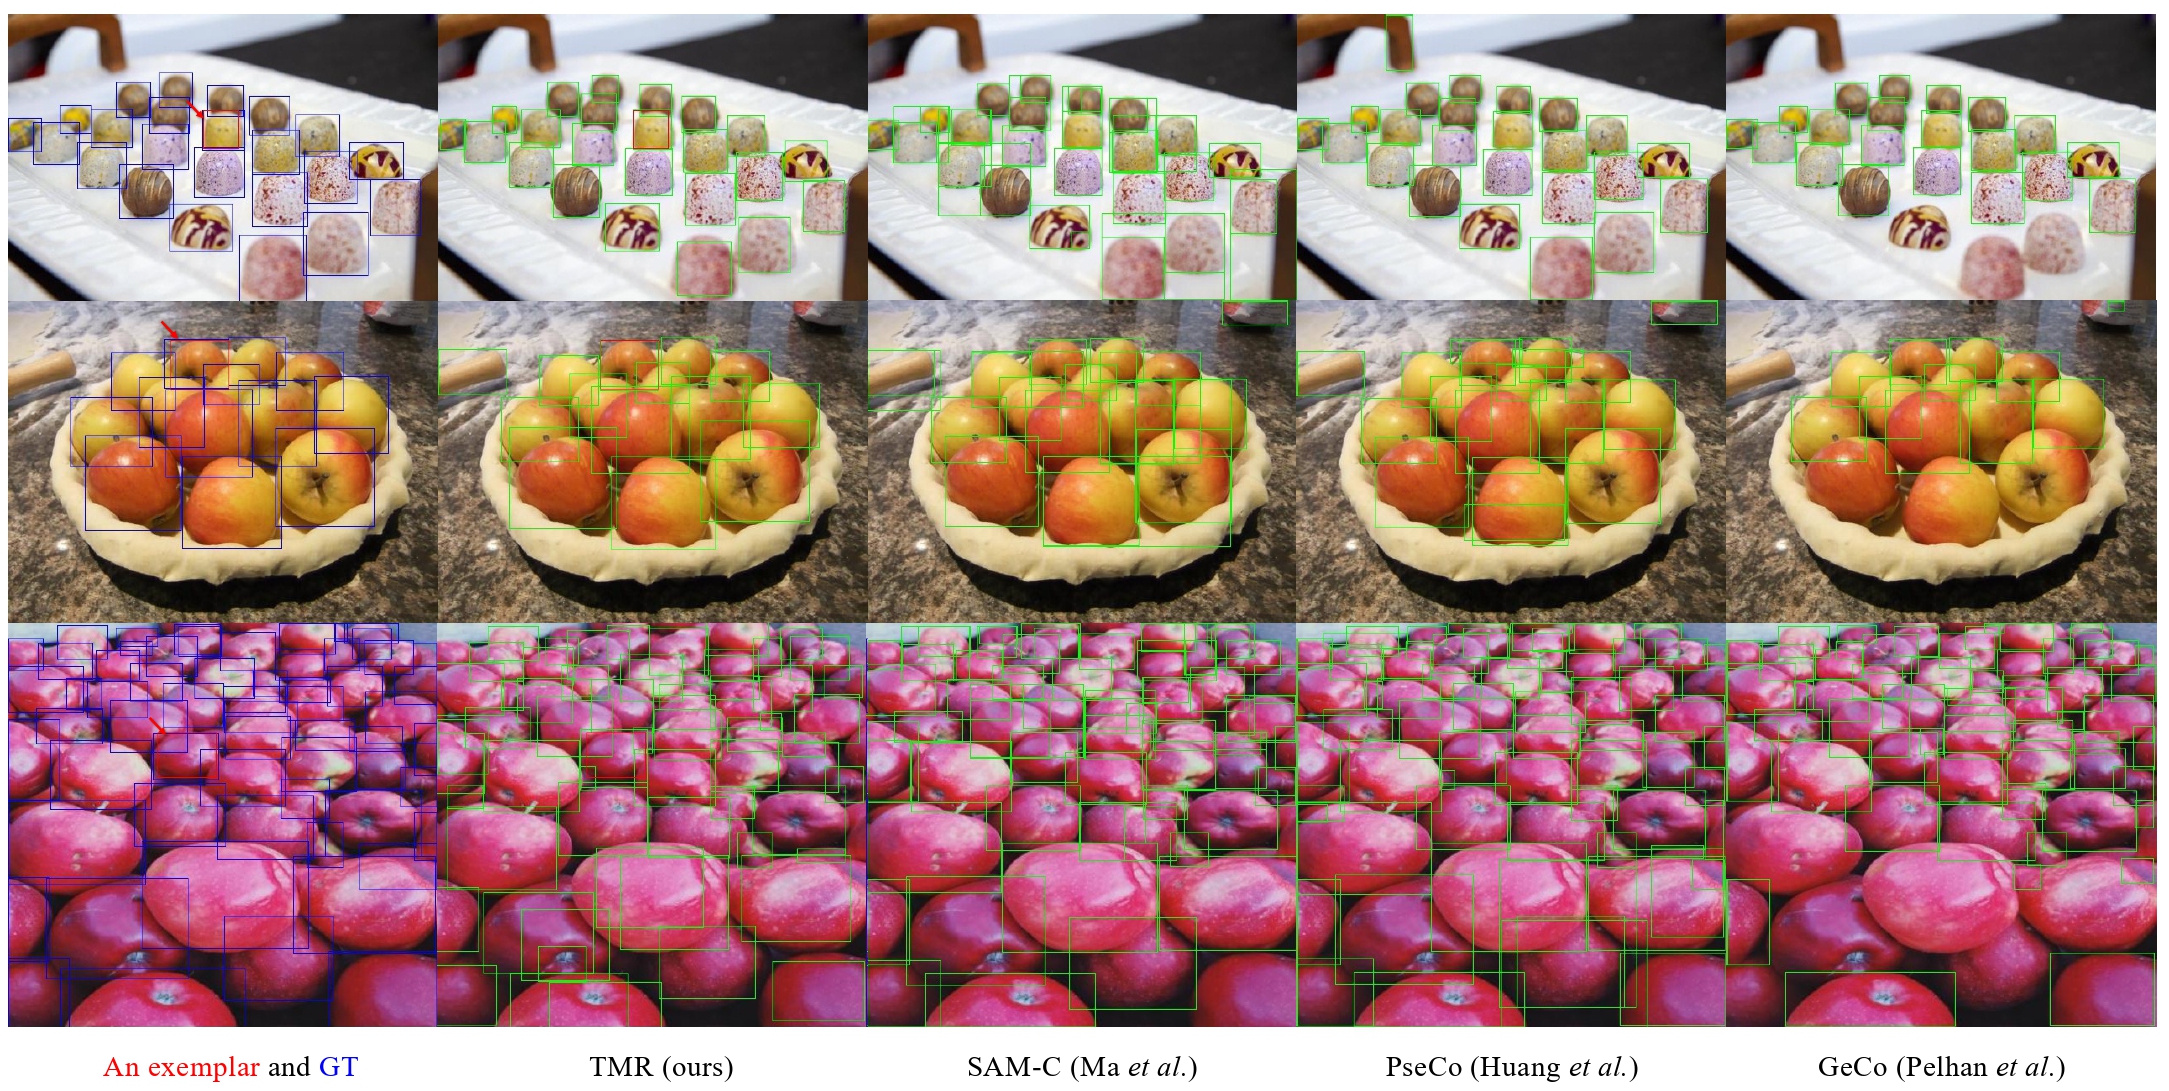 An exemplar and GT
TMR (ours)
SAM-C (Ma et al.)
PseCo (Huang et al.)
GeCo (Pelhan et al.)